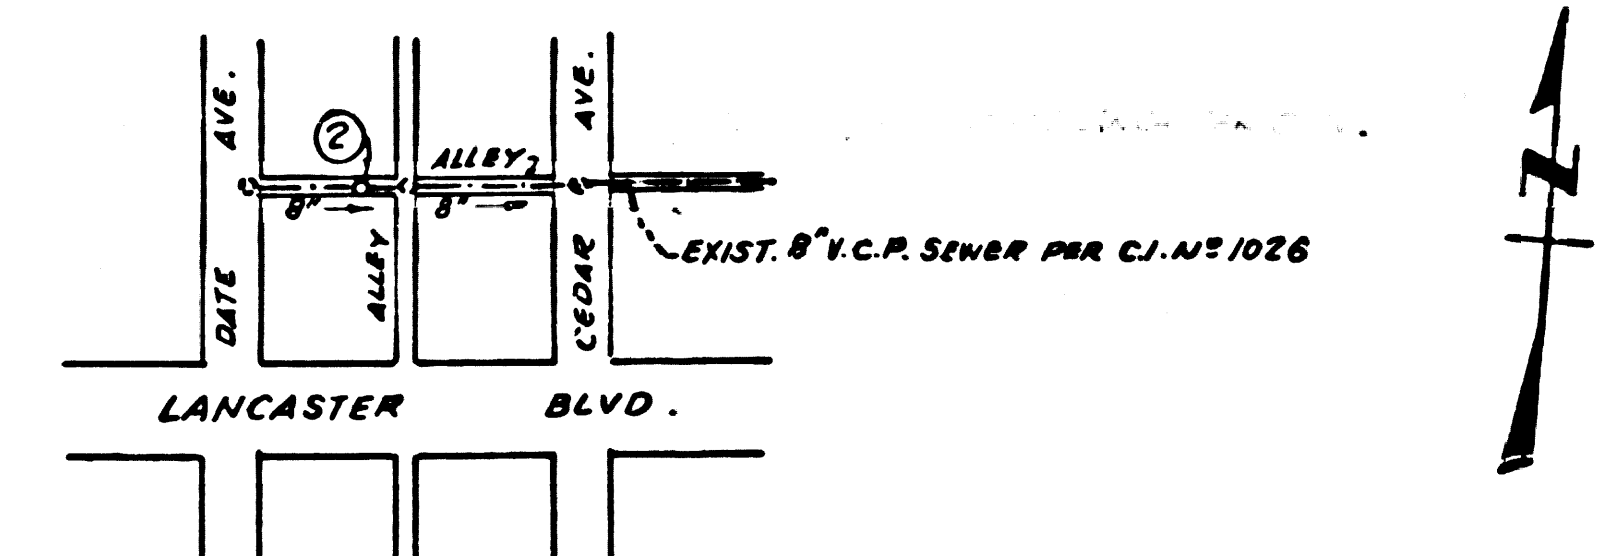 DATE AVE.
2
ALLEY
CEDAR AVE.
8"
8"
ALLEY
EXIST. 8" V.C.P. SEWER PER C.I. Nº 1026
LANCASTER BLVD.
N